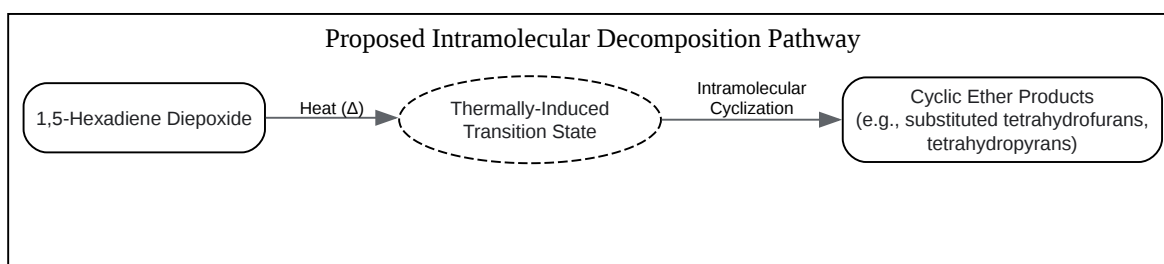 Proposed Intramolecular Decomposition Pathway
1,5-Hexadiene Diepoxide
Heat (Δ)
Thermally-Induced
Transition State
Intramolecular
Cyclization
Cyclic Ether Products
(e.g., substituted tetrahydrofurans,
tetrahydropyrans)